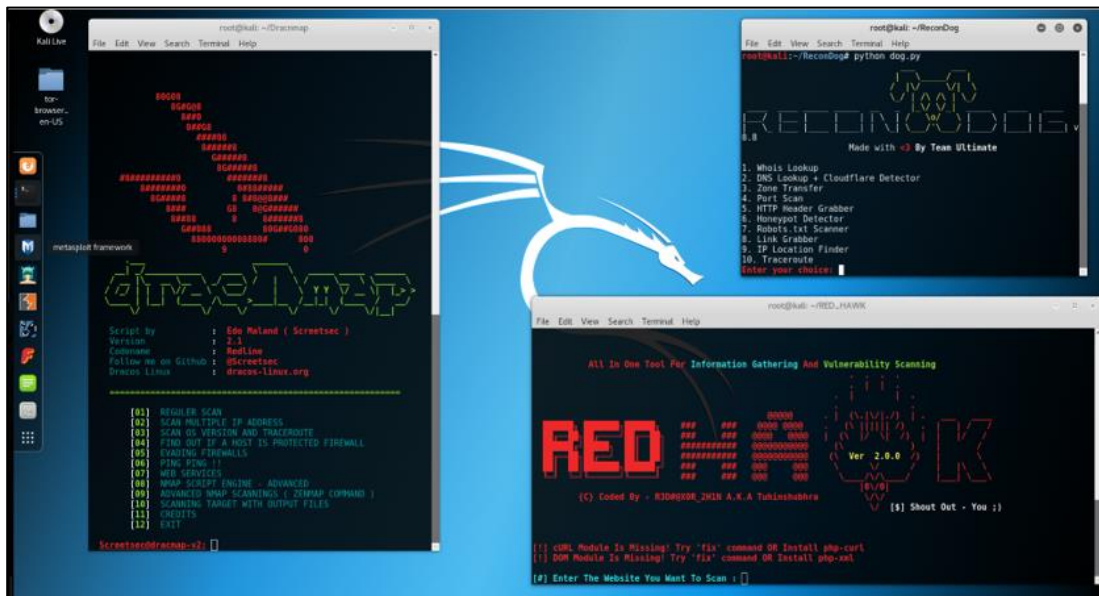 Kali Live
tor-
browser_
en-US
metasploit framework
root@kali: ~/Dracnmap
File Edit View Search Terminal Help
dracnmap
Script by : Edo Maland ( Screetsec )
Version : 2.1
Codename : Redline
Follow me on Github : @Screetsec
Dracos Linux : dracos-linux.org
[01] REGULER SCAN
[02] SCAN MULTIPLE IP ADDRESS
[03] SCAN OS VERSION AND TRACEROUTE
[04] FIND OUT IF A HOST IS PROTECTED FIREWALL
[05] EVADING FIREWALLS
[06] PING PING !!
[07] WEB SERVICES
[08] NMAP SCRIPT ENGINE - ADVANCED
[09] ADVANCED NMAP SCANNINGS ( ZENMAP COMMAND )
[10] SCANNING TARGET WITH OUTPUT FILES
[11] CREDITS
[12] EXIT
Screetsec@dracmap-v2:
root@kali: ~/ReconDog
File Edit View Search Terminal Help
root@kali:~/ReconDog# python dog.py
RECON DOG v
0.8
Made with <3 By Team Ultimate
1. Whois Lookup
2. DNS Lookup + Cloudflare Detector
3. Zone Transfer
4. Port Scan
5. HTTP Header Grabber
6. Honeypot Detector
7. Robots.txt Scanner
8. Link Grabber
9. IP Location Finder
10. Traceroute
Enter your choice:
root@kali: ~/RED_HAWK
File Edit View Search Terminal Help
All In One Tool For Information Gathering And Vulnerability Scanning
RED HAWK
Ver 2.0.0
{C} Coded By - R3D#@X0R_2H1N A.K.A Tuhinshubhra
[$] Shout Out - You ;)
[!] cURL Module Is Missing! Try 'fix' command OR Install php-curl
[!] DOM Module Is Missing! Try 'fix' command OR Install php-xml
[#] Enter The Website You Want To Scan :